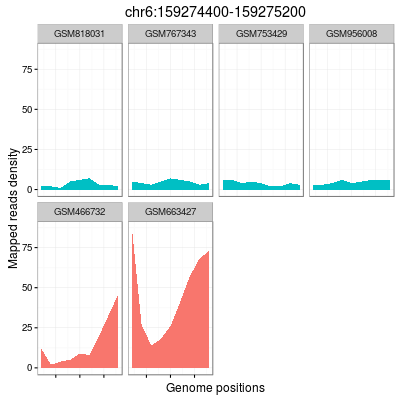 chr6:159274400-159275200
GSM818031 GSM767343 GSM753429 GSM956008
75
50
25
0
Mapped reads density
GSM466732 GSM663427
75
50
25
0
Genome positions